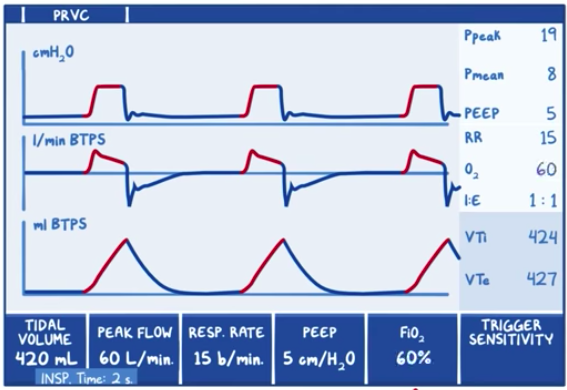 PRVC
cmH₂O
Ppeak 19
Pmean 8
PEEP 5
l/min BTPS
RR 15
O₂ 60
I:E 1:1
ml BTPS
VTi 424
VTe 427
TIDAL VOLUME
420 mL
PEAK FLOW
60 L/min.
RESP. RATE
15 b/min.
PEEP
5 cm/H₂O
FiO₂
60%
TRIGGER SENSITIVITY
INSP. Time: 2 s.